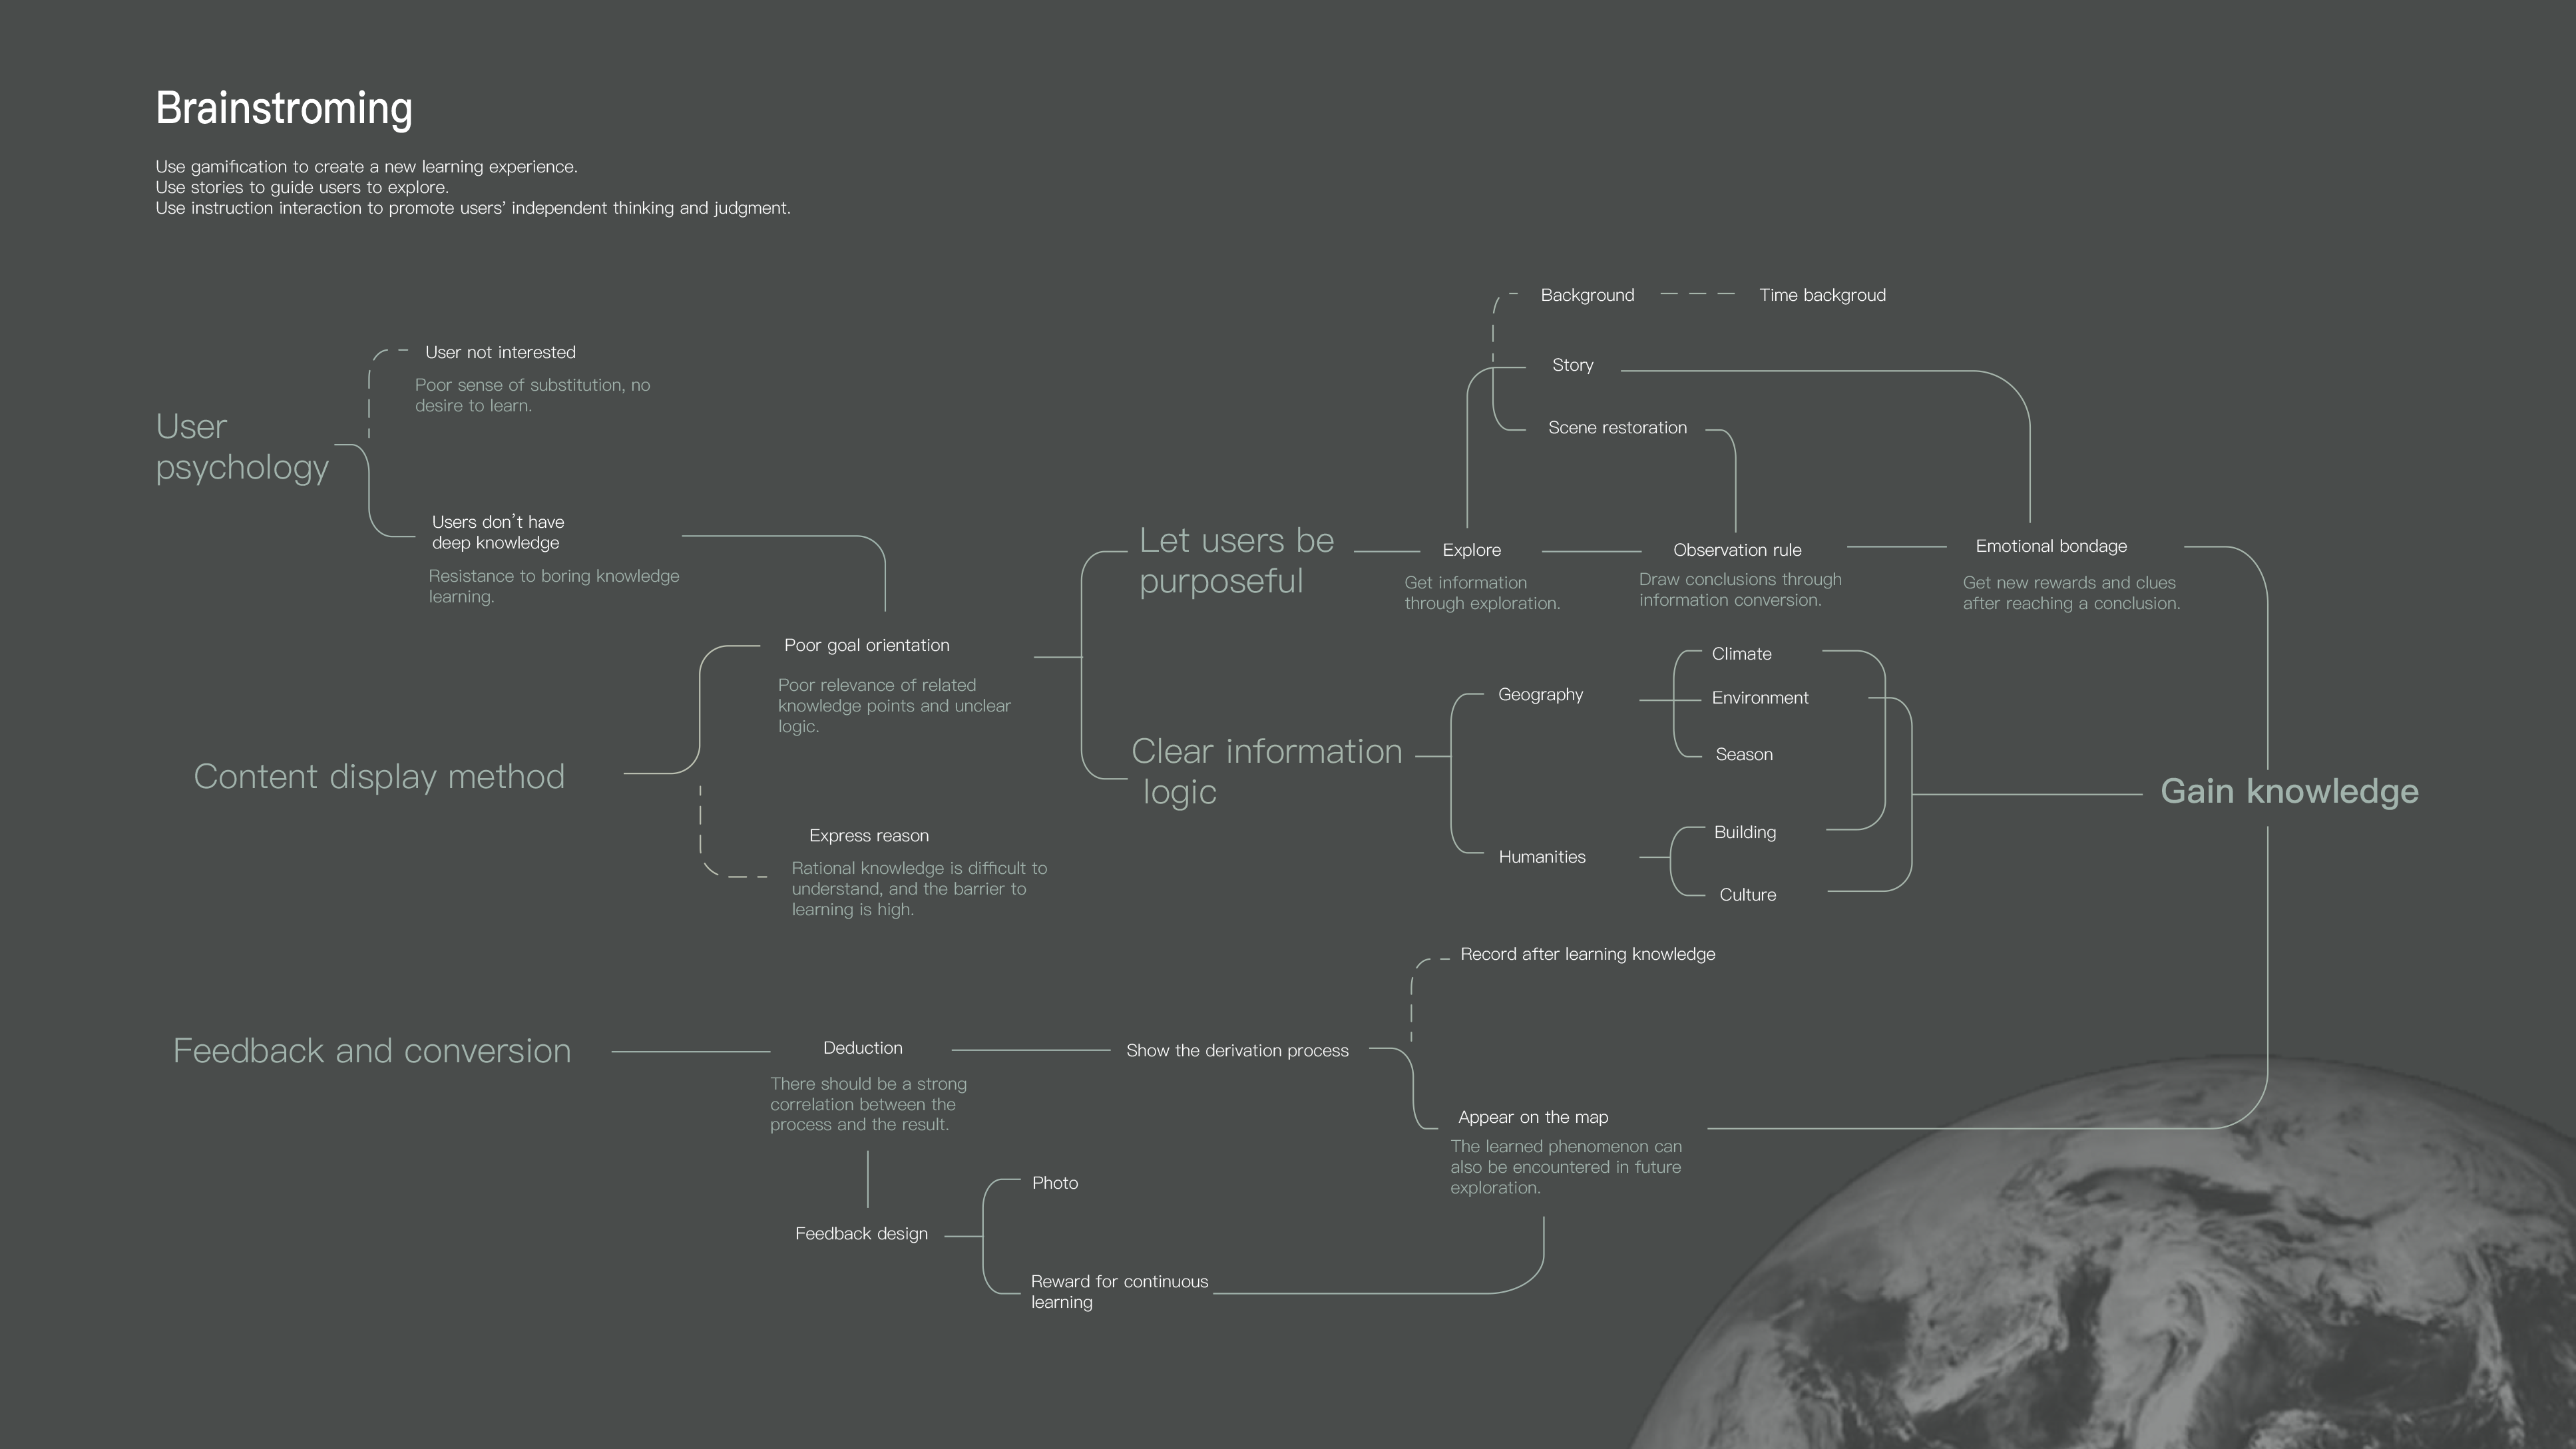 Brainstroming
Use gamification to create a new learning experience.
Use stories to guide users to explore.
Use instruction interaction to promote users' independent thinking and judgment.
User
psychology
User not interested
Poor sense of substitution, no
desire to learn.
Users don't have
deep knowledge
Resistance to boring knowledge
learning.
Content display method
Poor goal orientation
Poor relevance of related
knowledge points and unclear
logic.
Express reason
Rational knowledge is difficult to
understand, and the barrier to
learning is high.
Let users be
purposeful
Background
Time backgroud
Story
Scene restoration
Explore
Get information
through exploration.
Observation rule
Draw conclusions through
information conversion.
Emotional bondage
Get new rewards and clues
after reaching a conclusion.
Clear information
logic
Geography
Climate
Environment
Season
Humanities
Building
Culture
Gain knowledge
Feedback and conversion
Deduction
There should be a strong
correlation between the
process and the result.
Show the derivation process
Record after learning knowledge
Appear on the map
The learned phenomenon can
also be encountered in future
exploration.
Feedback design
Photo
Reward for continuous
learning